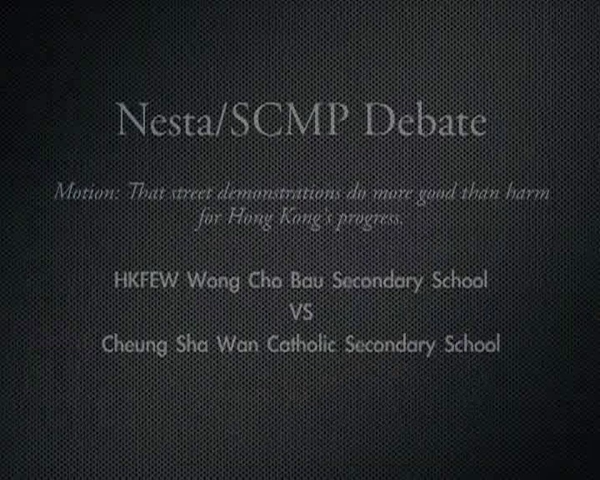 Nesta/SCMP Debate
Motion: That street demonstrations do more good than harm
for Hong Kong's progress.
HKFEW Wong Cho Bau Secondary School
VS
Cheung Sha Wan Catholic Secondary School